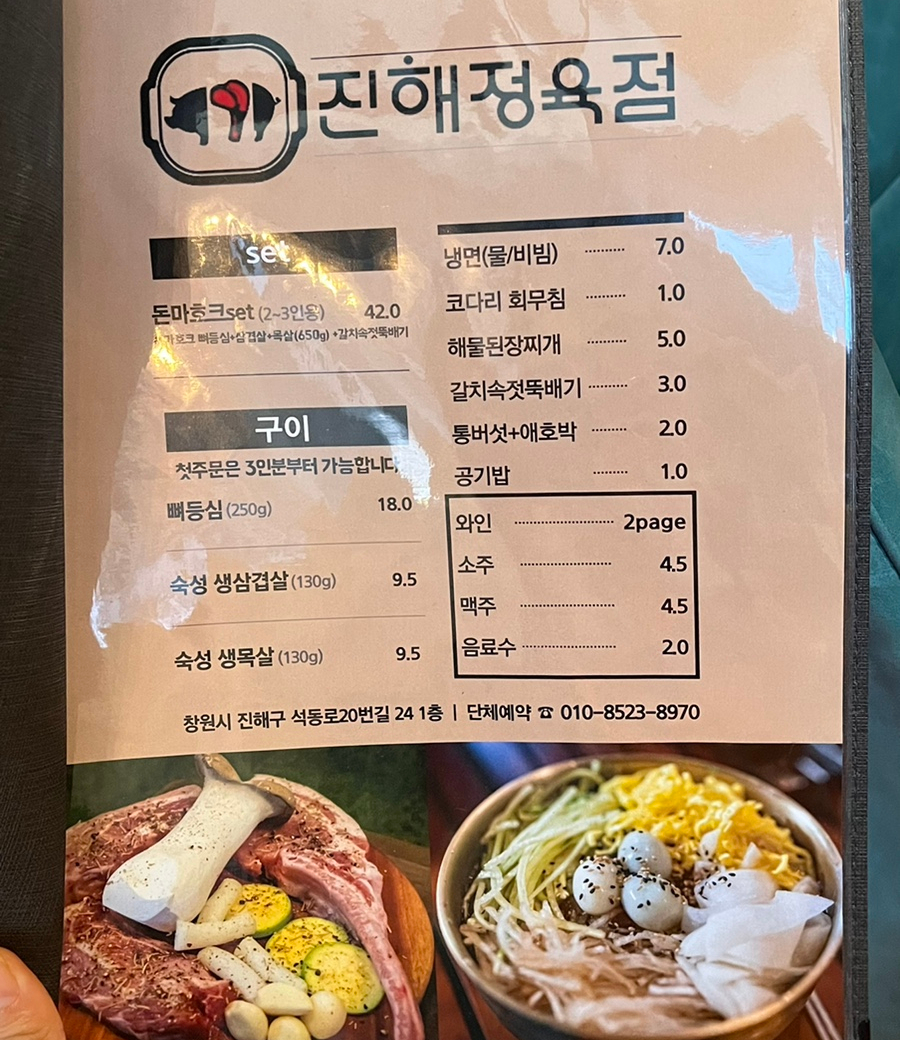 진해정육점
set
돈마호크set (2~3인용) 42.0
뼈등심+삼겹살+목살(650g) +갈치속젓뚝배기
구이
첫주문은 3인분부터 가능합니다
뼈등심 (250g) 18.0
숙성 생삼겹살 (130g) 9.5
숙성 생목살 (130g) 9.5
냉면(물/비빔) ········· 7.0
코다리 회무침 ········· 1.0
해물된장찌개 ········· 5.0
갈치속젓뚝배기 ········· 3.0
통버섯+애호박 ········· 2.0
공기밥 ········· 1.0
와인 ········· 2page
소주 ········· 4.5
맥주 ········· 4.5
음료수 ········· 2.0
창원시 진해구 석동로20번길 24 1층 | 단체예약 ☎ 010-8523-8970